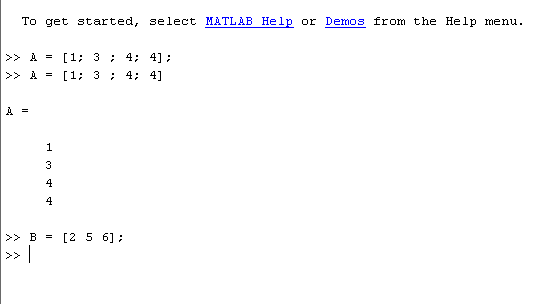 To get started, select MATLAB Help or Demos from the Help menu.
>> A = [1; 3 ; 4; 4];
>> A = [1; 3 ; 4; 4]
A =
1
3
4
4
>> B = [2 5 6];
>>